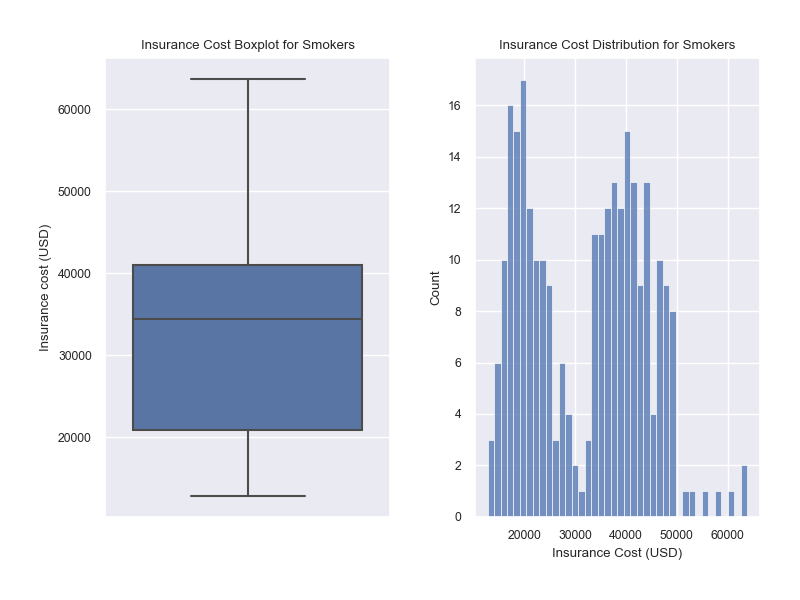 Insurance Cost Boxplot for Smokers
60000
50000
40000
30000
20000
Insurance cost (USD)
Insurance Cost Distribution for Smokers
16
14
12
10
8
6
4
2
0
Count
20000 30000 40000 50000 60000
Insurance Cost (USD)